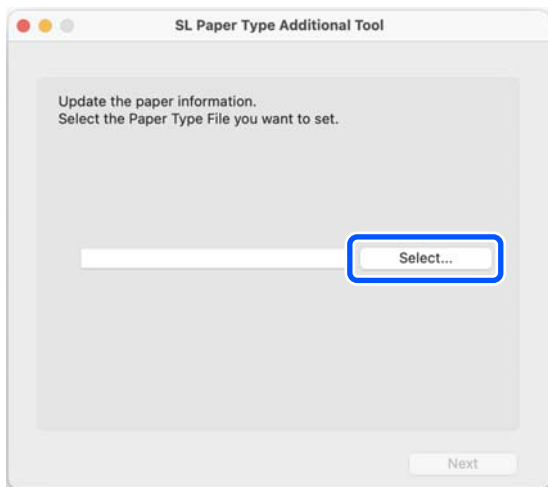 SL Paper Type Additional Tool
Update the paper information.
Select the Paper Type File you want to set.
Select...
Next